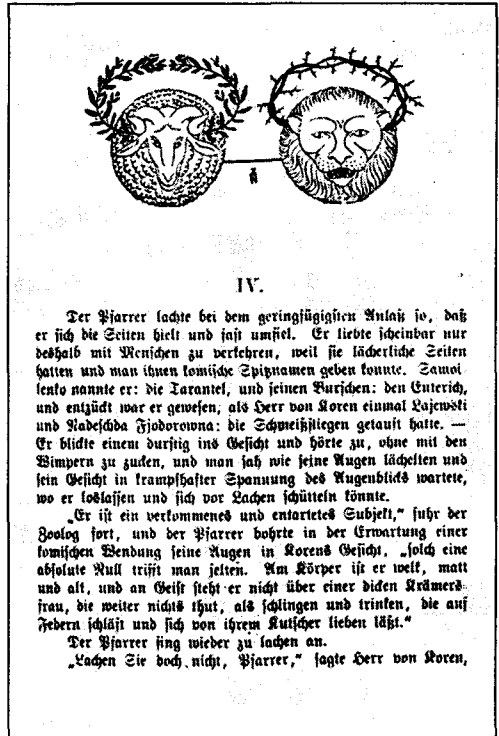 IV.
Der Pfarrer lachte bei dem geringfügigsten Anlaß so, daß
er sich die Seiten hielt und fast umfiel. Er liebte scheinbar nur
deshalb mit Menschen zu verkehren, weil sie lächerliche Seiten
hatten und man ihnen komische Spitznamen geben konnte. Samoi
lenko nannte er: die Tarantel, und seinen Burschen: den Enterich,
und entzückt war er gewesen, als Herr von Koren einmal Lajewski
und Nadeschda Fjodorowna: die Schmeißfliegen getauft hatte. —
Er blickte einem durstig ins Gesicht und hörte zu, ohne mit den
Wimpern zu zucken, und man sah wie seine Augen lächelten und
sein Gesicht in krampfhafter Spannung des Augenblicks wartete,
wo er loslassen und sich vor Lachen schütteln könnte.
„Er ist ein verkommenes und entartetes Subjekt,“ fuhr der
Zoolog fort, und der Pfarrer bohrte in der Erwartung einer
komischen Wendung seine Augen in Korens Gesicht, „solch eine
absolute Null trifft man selten. Am Körper ist er welk, matt
und alt, und an Geist steht er nicht über einer dicken Krämers
frau, die weiter nichts thut, als schlingen und trinken, die auf
Federn schläft und sich von ihrem Kutscher lieben läßt.“
Der Pfarrer fing wieder zu lachen an.
„Lachen Sie doch nicht, Pfarrer,“ sagte Herr von Koren,